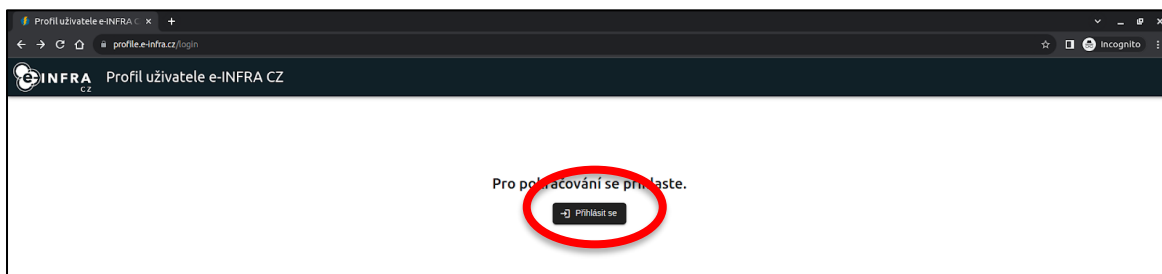 Profil uživatele e-INFRA C
profile.e-infra.cz/login
Incognito
e-INFRA CZ
Profil uživatele e-INFRA CZ
Pro pokračování se přihlaste.
Přihlásit se